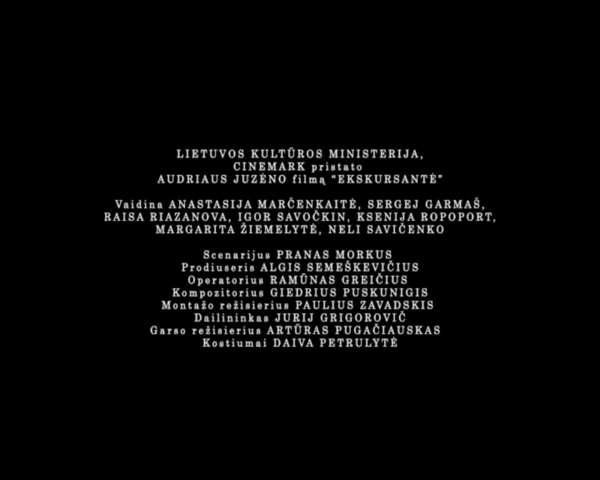 LIETUVOS KULTŪROS MINISTERIJA,
CINEMARK pristato
AUDRIAUS JUZĖNO filmą "EKSKURSANTĖ"
Vaidina ANASTASIJA MARČENKAITĖ, SERGEJ GARMAŠ,
RAISA RIAZANOVA, IGOR SAVOČKIN, KSENIJA ROPOPORT,
MARGARITA ŽIEMELYTĖ, NELI SAVIČENKO
Scenarijus PRANAS MORKUS
Prodiuseris ALGIS SEMEŠKEVIČIUS
Operatorius RAMŪNAS GREIČIUS
Kompozitorius GIEDRIUS PUSKUNIGIS
Montažo režisierius PAULIUS ZAVADSKIS
Dailininkas JURIJ GRIGOROVIČ
Garso režisierius ARTŪRAS PUGAČIAUSKAS
Kostiumai DAIVA PETRULYTĖ